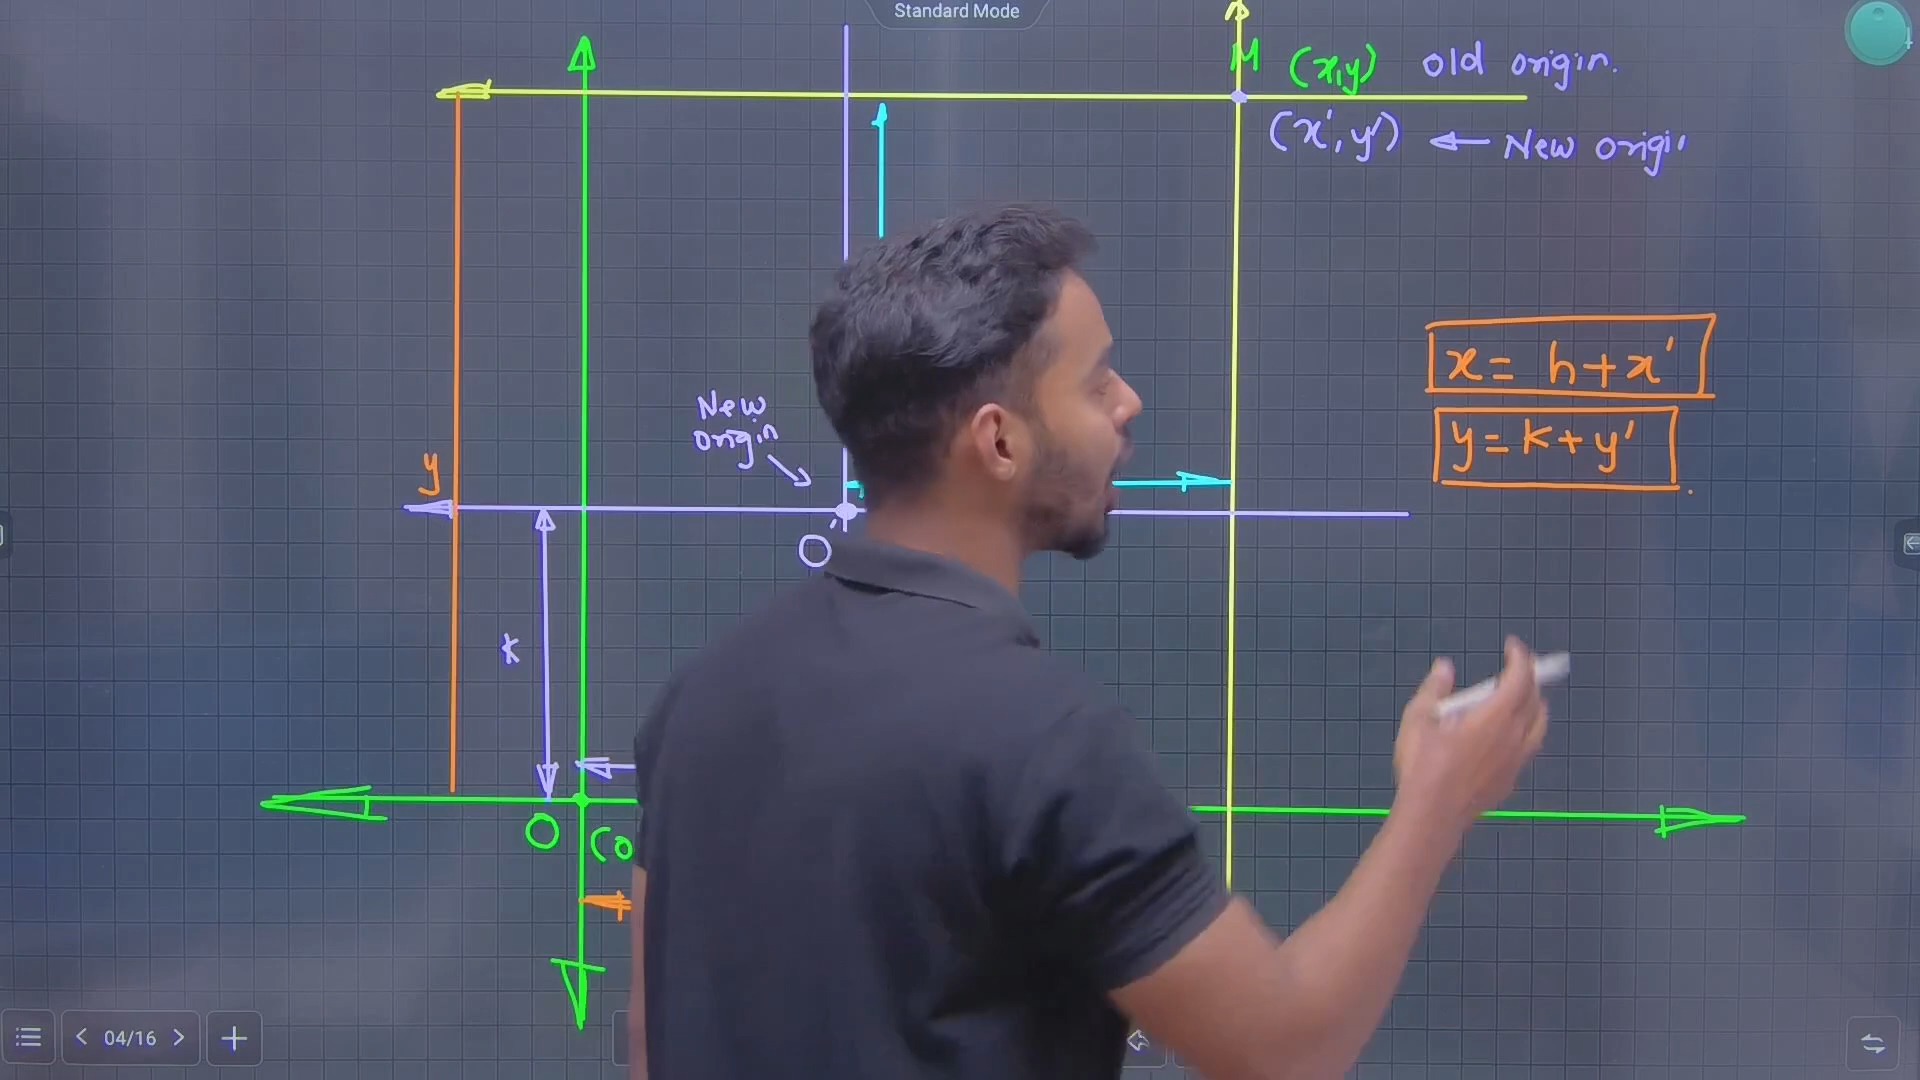 Standard Mode
M (x,y) old origin.
(x',y') ← New origi
New
origin
x = h + x'
y = k + y'
y
O'
k
O (o
04/16